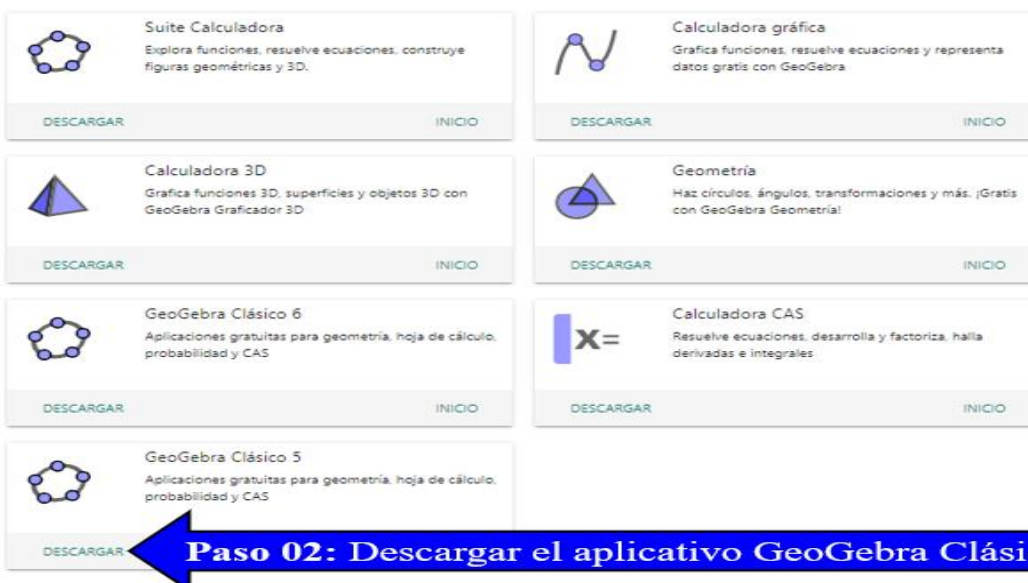 Suite Calculadora
Explora funciones, resuelve ecuaciones, construye
figuras geométricas y 3D.
DESCARGAR
INICIO
Calculadora gráfica
Grafica funciones, resuelve ecuaciones y representa
datos gratis con GeoGebra
DESCARGAR
INICIO
Calculadora 3D
Grafica funciones 3D, superficies y objetos 3D con
GeoGebra Graficador 3D
DESCARGAR
INICIO
Geometría
Haz círculos, ángulos, transformaciones y más. ¡Gratis
con GeoGebra Geometría!
DESCARGAR
INICIO
GeoGebra Clásico 6
Aplicaciones gratuitas para geometría, hoja de cálculo,
probabilidad y CAS
DESCARGAR
INICIO
X=
Calculadora CAS
Resuelve ecuaciones, desarrolla y factoriza, halla
derivadas e integrales
DESCARGAR
INICIO
GeoGebra Clásico 5
Aplicaciones gratuitas para geometría, hoja de cálculo,
probabilidad y CAS
DESCARGAR
Paso 02: Descargar el aplicativo GeoGebra Clási